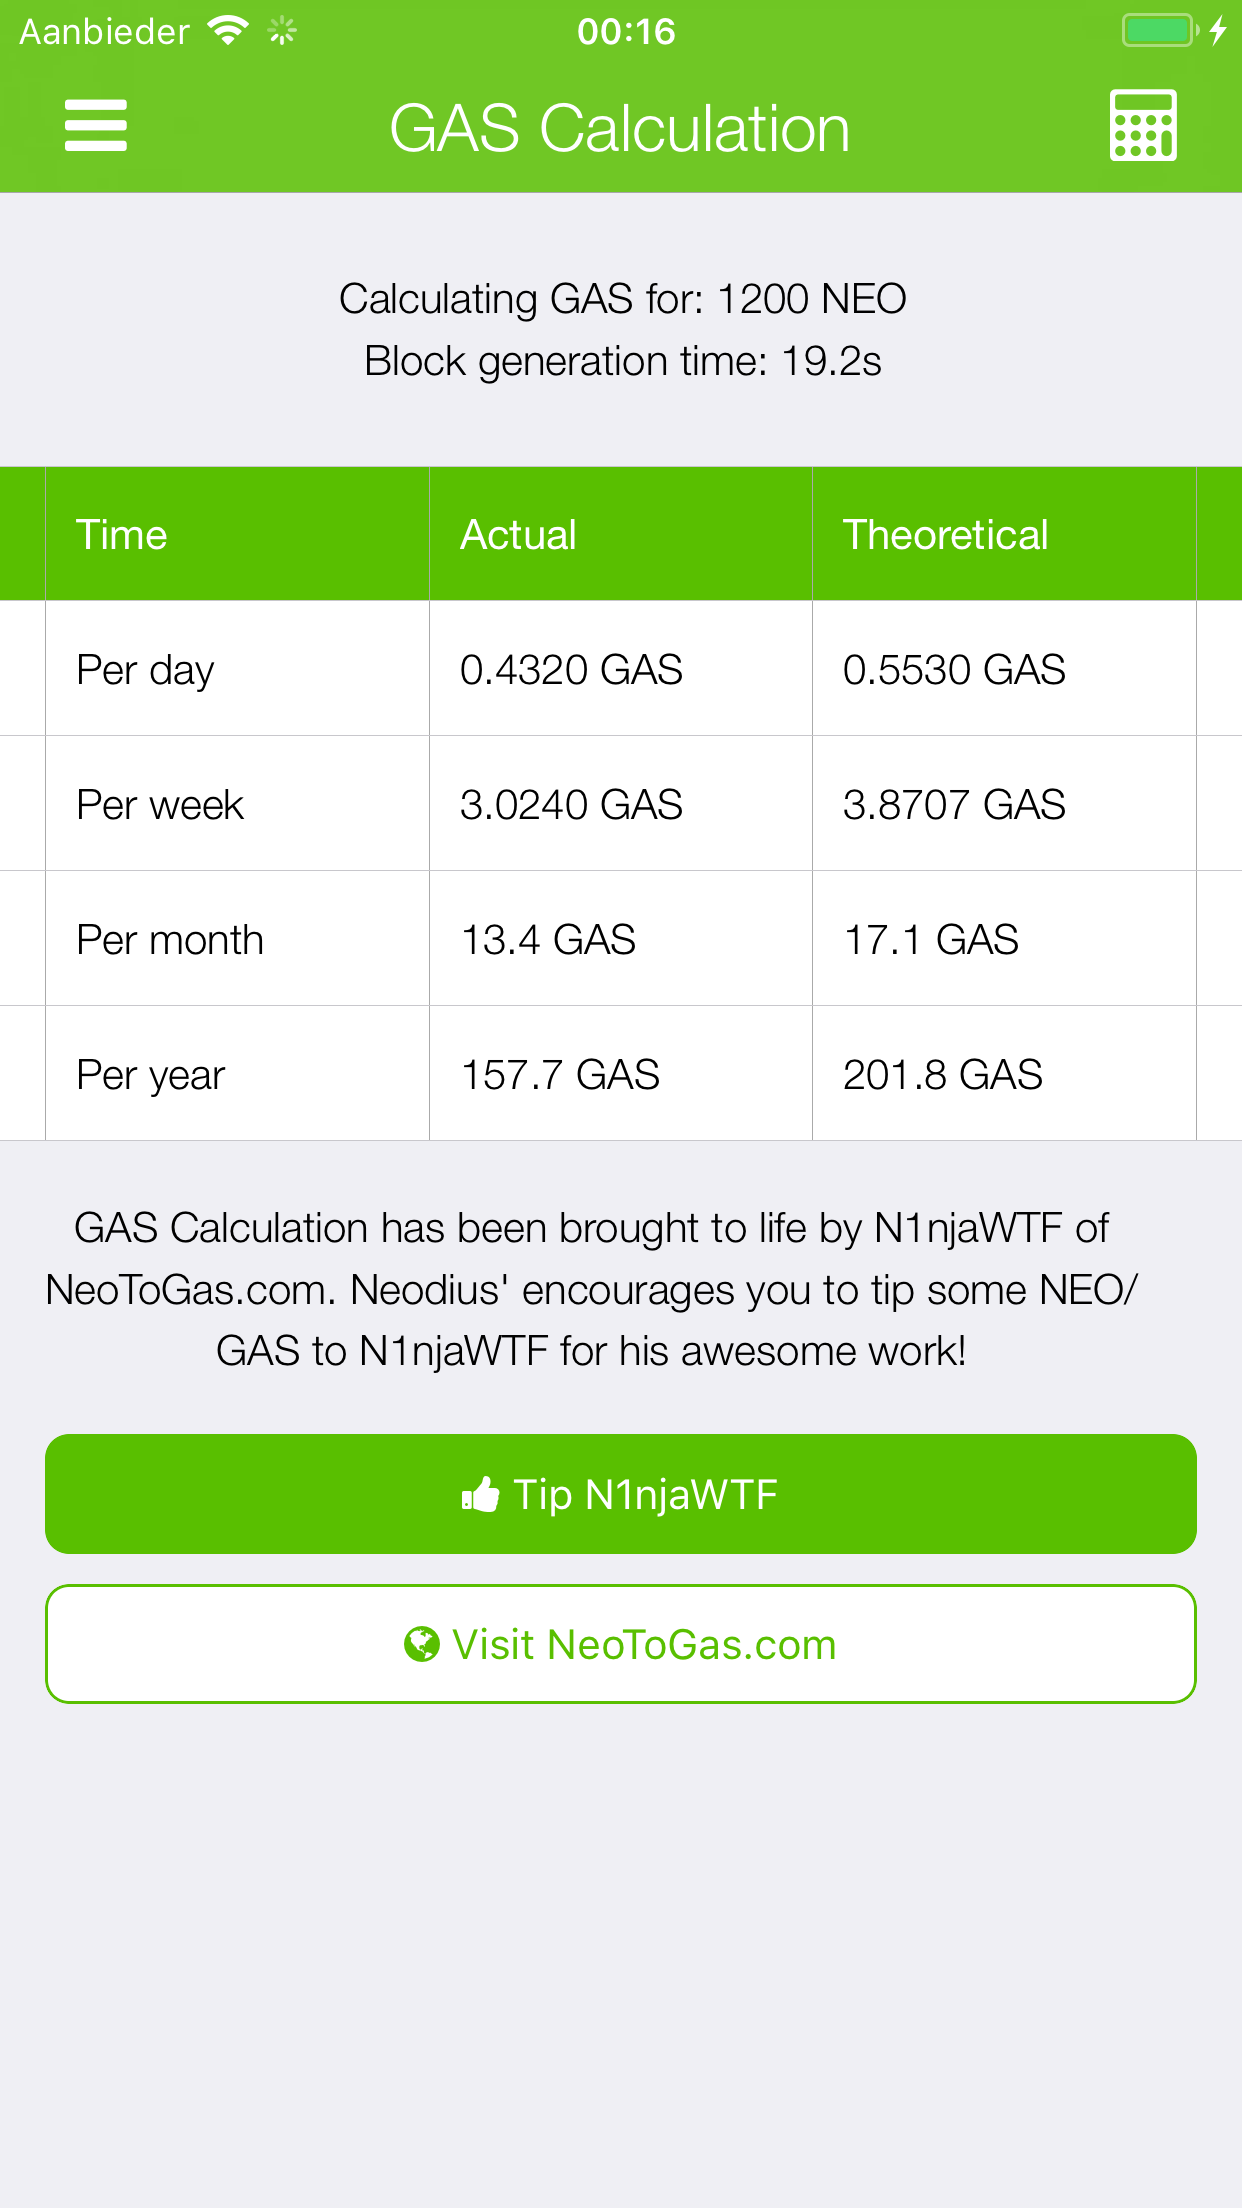 Aanbieder 00:16
GAS Calculation
Calculating GAS for: 1200 NEO
Block generation time: 19.2s
Time Actual Theoretical
Per day 0.4320 GAS 0.5530 GAS
Per week 3.0240 GAS 3.8707 GAS
Per month 13.4 GAS 17.1 GAS
Per year 157.7 GAS 201.8 GAS
GAS Calculation has been brought to life by N1njaWTF of
NeoToGas.com. Neodius' encourages you to tip some NEO/
GAS to N1njaWTF for his awesome work!
Tip N1njaWTF
Visit NeoToGas.com